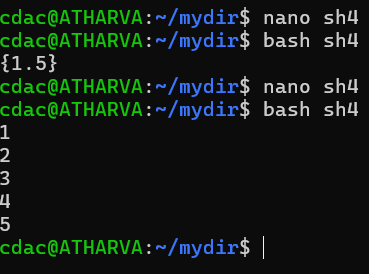 cdac@ATHARVA:~/mydir$ nano sh4
cdac@ATHARVA:~/mydir$ bash sh4
{1.5}
cdac@ATHARVA:~/mydir$ nano sh4
cdac@ATHARVA:~/mydir$ bash sh4
1
2
3
4
5
cdac@ATHARVA:~/mydir$